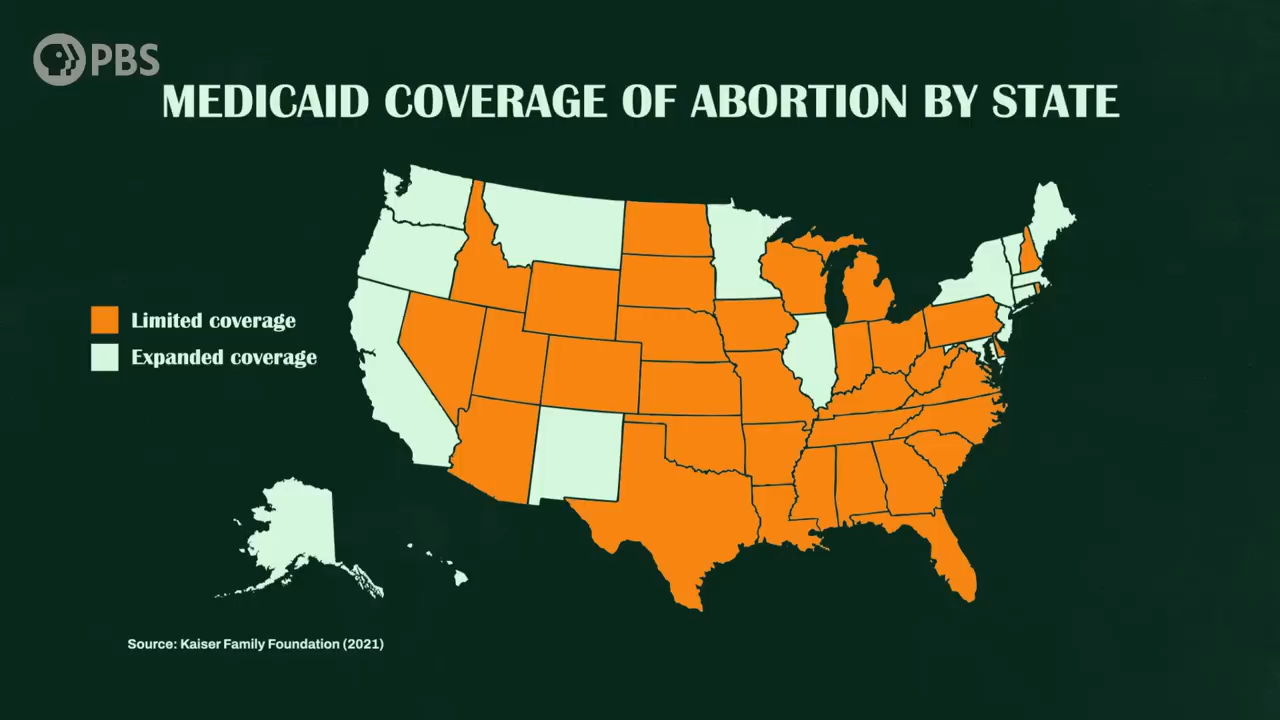 PBS
MEDICAID COVERAGE OF ABORTION BY STATE
Limited coverage
Expanded coverage
Source: Kaiser Family Foundation (2021)